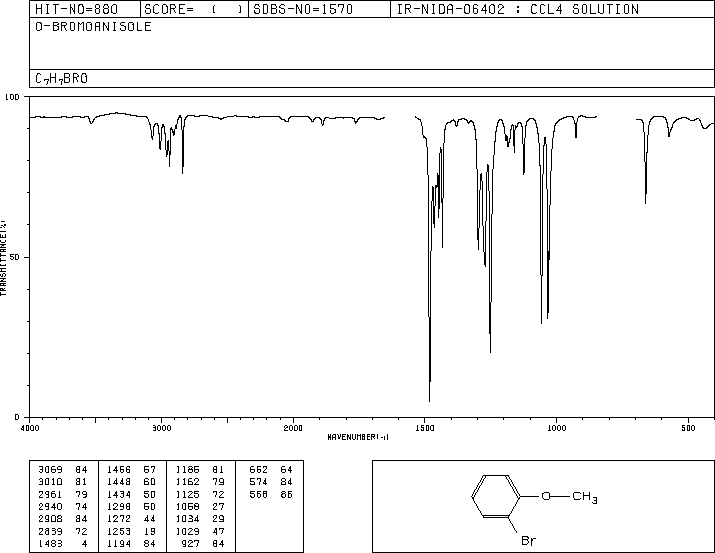 HIT-NO=880 SCORE= ( ) SDBS-NO=1570 IR-NIDA-06402 : CCL4 SOLUTION
O-BROMOANISOLE
C7H7BRO
100
50
0
TRANSMITTANCE(%)
4000 3000 2000 1500 1000 500
WAVENUMBER(-1)
3069 84 1466 57 1186 81 662 64
3010 81 1448 60 1162 79 574 84
2961 79 1434 50 1125 72 568 86
2940 74 1298 50 1058 27
2908 84 1272 44 1034 29
2839 72 1253 19 1029 47
1483 4 1194 84 927 84
O CH3
Br